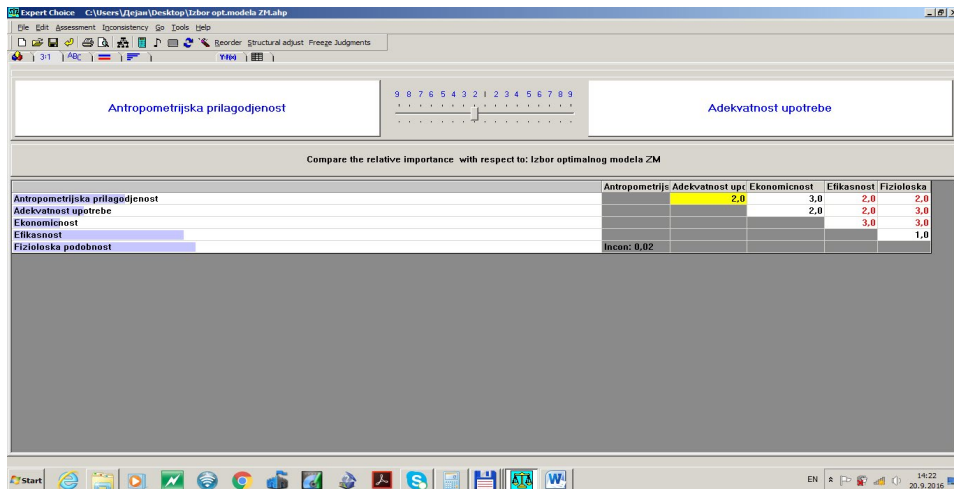 Expert Choice C:\Users\Дејан\Desktop\Izbor opt.modela ZM.ahp
File Edit Assessment Inconsistency Go Tools Help
Reorder Structural adjust Freeze Judgments
3:1 ABC Y=f(x)
9 8 7 6 5 4 3 2 1 2 3 4 5 6 7 8 9
Antropometrijska prilagodjenost
Adekvatnost upotrebe
Compare the relative importance with respect to: Izbor optimalnog modela ZM
Antropometrijs Adekvatnost upc Ekonomicnost Efikasnost Fizioloska
Antropometrijska prilagodjenost 2,0 3,0 2,0 2,0
Adekvatnost upotrebe 2,0 2,0 3,0
Ekonomicnost 3,0 3,0
Efikasnost 1,0
Fizioloska podobnost Incon: 0,02
Start EN 14:22
20.9.2016